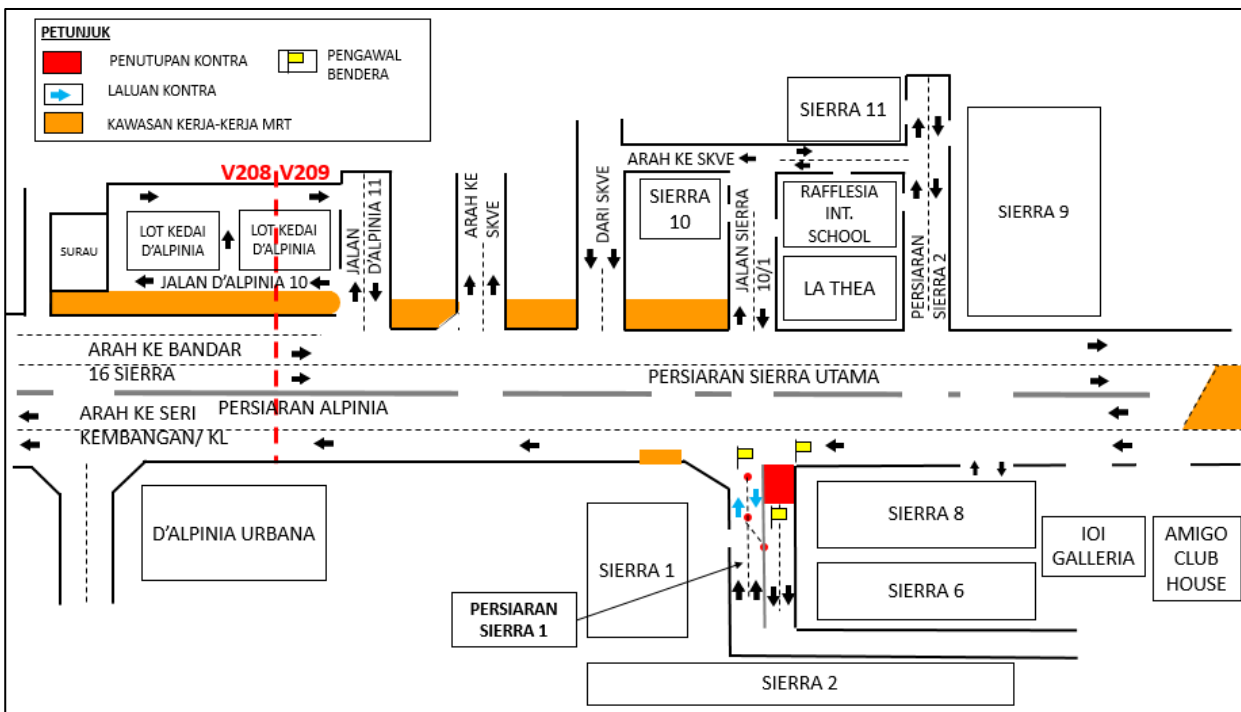 PETUNJUK
PENUTUPAN KONTRA
PENGAWAL
BENDERA
LALUAN KONTRA
KAWASAN KERJA-KERJA MRT
V208 V209
SURAU
LOT KEDAI
D'ALPINIA
LOT KEDAI
D'ALPINIA
JALAN D'ALPINIA 10
JALAN
D'ALPINIA 11
ARAH KE
SKVE
DARI SKVE
SIERRA
10
ARAH KE SKVE
JALAN SIERRA
10/1
SIERRA 11
RAFFLESIA
INT.
SCHOOL
LA THEA
PERSIARAN
SIERRA 2
SIERRA 9
ARAH KE BANDAR
16 SIERRA
PERSIARAN SIERRA UTAMA
PERSIARAN ALPINIA
ARAH KE SERI
KEMBANGAN/ KL
D'ALPINIA URBANA
SIERRA 1
PERSIARAN
SIERRA 1
SIERRA 8
SIERRA 6
IOI
GALLERIA
AMIGO
CLUB
HOUSE
SIERRA 2